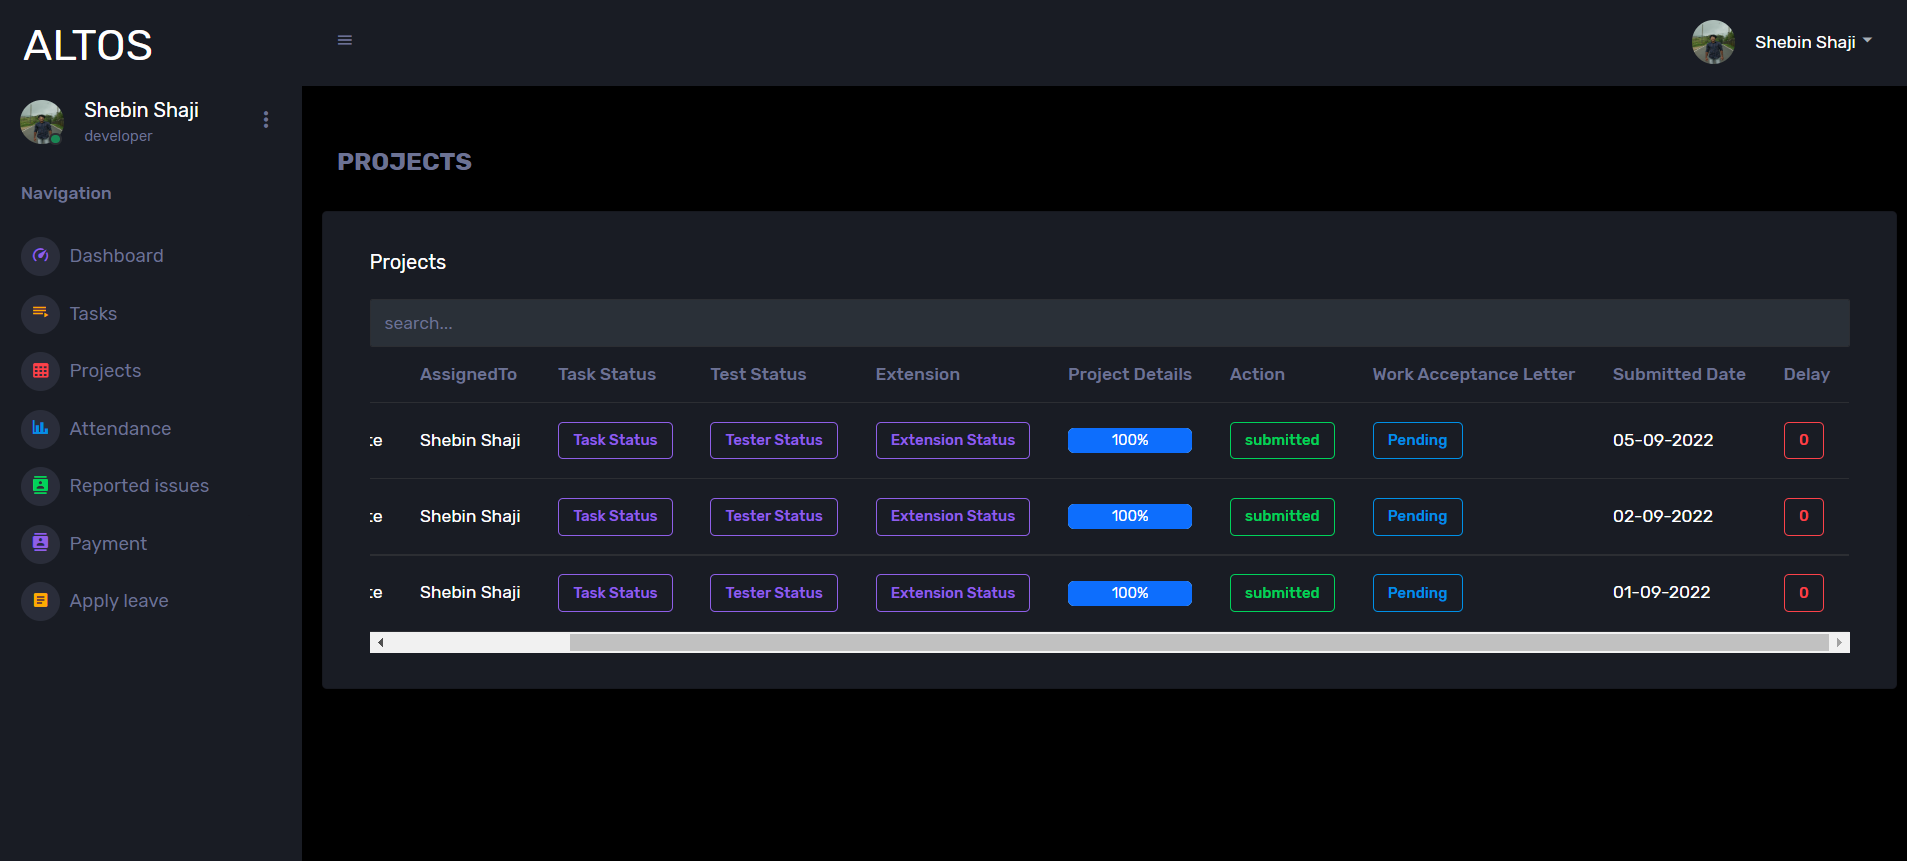 ALTOS
Shebin Shaji
Shebin Shaji
developer
Navigation
Dashboard
Tasks
Projects
Attendance
Reported issues
Payment
Apply leave
PROJECTS
Projects
search...
AssignedTo Task Status Test Status Extension Project Details Action Work Acceptance Letter Submitted Date Delay
te Shebin Shaji Task Status Tester Status Extension Status 100% submitted Pending 05-09-2022 0
te Shebin Shaji Task Status Tester Status Extension Status 100% submitted Pending 02-09-2022 0
te Shebin Shaji Task Status Tester Status Extension Status 100% submitted Pending 01-09-2022 0